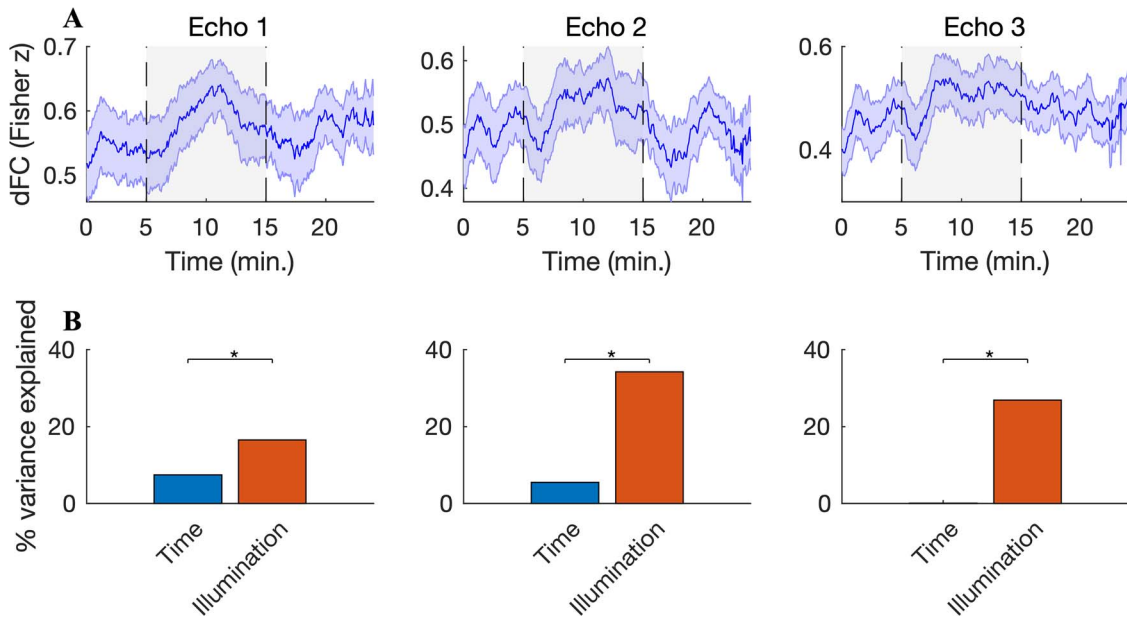 A
Echo 1
Echo 2
Echo 3
dFC (Fisher z)
0.7
0.6
0.5
0 5 10 15 20
Time (min.)
0.6
0.5
0.4
0 5 10 15 20
Time (min.)
0.6
0.4
0 5 10 15 20
Time (min.)
B
% variance explained
40
20
0
*
Time
Illumination
40
20
0
*
Time
Illumination
40
20
0
*
Time
Illumination